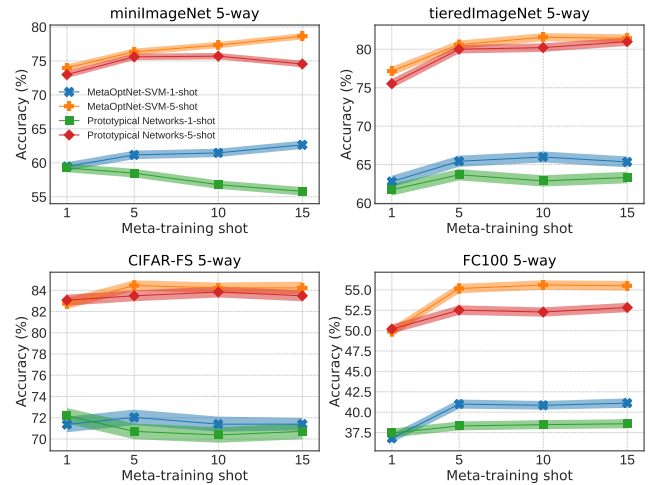 miniImageNet 5-way
80
75
70
65
60
55
Accuracy (%)
MetaOptNet-SVM-1-shot
MetaOptNet-SVM-5-shot
Prototypical Networks-1-shot
Prototypical Networks-5-shot
1 5 10 15
Meta-training shot
tieredImageNet 5-way
80
75
70
65
60
Accuracy (%)
1 5 10 15
Meta-training shot
CIFAR-FS 5-way
84
82
80
78
76
74
72
70
Accuracy (%)
1 5 10 15
Meta-training shot
FC100 5-way
55.0
52.5
50.0
47.5
45.0
42.5
40.0
37.5
Accuracy (%)
1 5 10 15
Meta-training shot